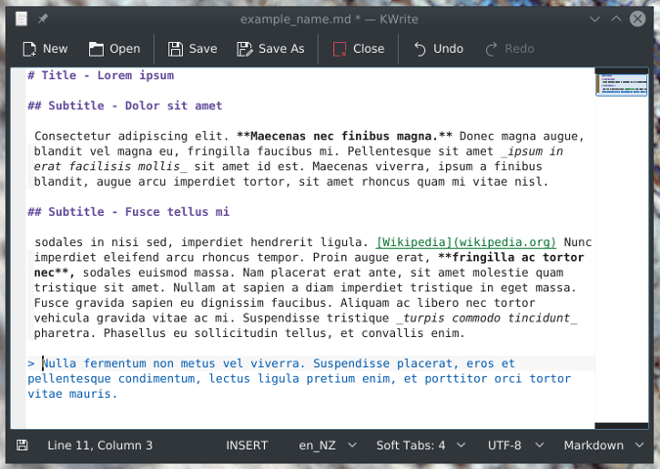 example_name.md * — KWrite
New Open Save Save As Close Undo Redo
# Title - Lorem ipsum
## Subtitle - Dolor sit amet
Consectetur adipiscing elit. **Maecenas nec finibus magna.** Donec magna augue,
blandit vel magna eu, fringilla faucibus mi. Pellentesque sit amet _ipsum in
erat facilisis mollis_ sit amet id est. Maecenas viverra, ipsum a finibus
blandit, augue arcu imperdiet tortor, sit amet rhoncus quam mi vitae nisl.
## Subtitle - Fusce tellus mi
sodales in nisi sed, imperdiet hendrerit ligula. [Wikipedia](wikipedia.org) Nunc
imperdiet eleifend arcu rhoncus tempor. Proin augue erat, **fringilla ac tortor
nec**, sodales euismod massa. Nam placerat erat ante, sit amet molestie quam
tristique sit amet. Nullam at sapien a diam imperdiet tristique in eget massa.
Fusce gravida sapien eu dignissim faucibus. Aliquam ac libero nec tortor
vehicula gravida vitae ac mi. Suspendisse tristique _turpis commodo tincidunt_
pharetra. Phasellus eu sollicitudin tellus, et convallis enim.
> Nulla fermentum non metus vel viverra. Suspendisse placerat, eros et
pellentesque condimentum, lectus ligula pretium enim, et porttitor orci tortor
vitae mauris.
Line 11, Column 3 INSERT en_NZ Soft Tabs: 4 UTF-8 Markdown